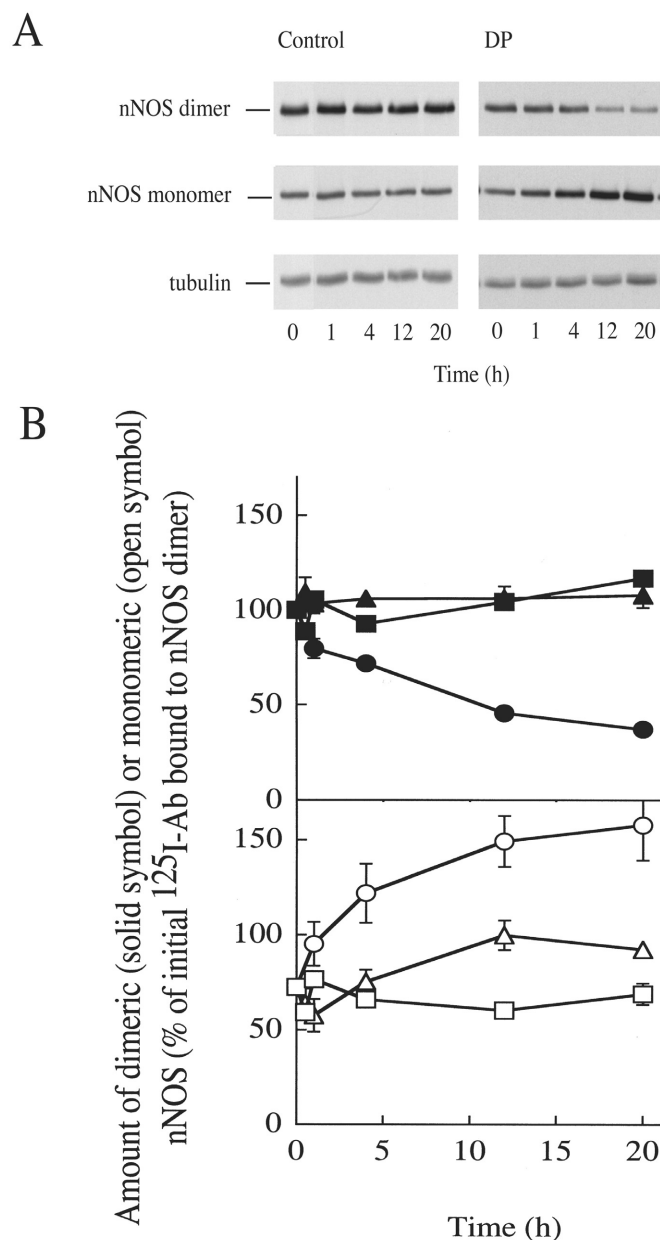 A
Control DP
nNOS dimer
nNOS monomer
tubulin
0 1 4 12 20 0 1 4 12 20
Time (h)
B
Amount of dimeric (solid symbol) or monomeric (open symbol)
nNOS (% of initial 125I-Ab bound to nNOS dimer)
150
100
50
0
150
100
50
0
0 5 10 15 20
Time (h)